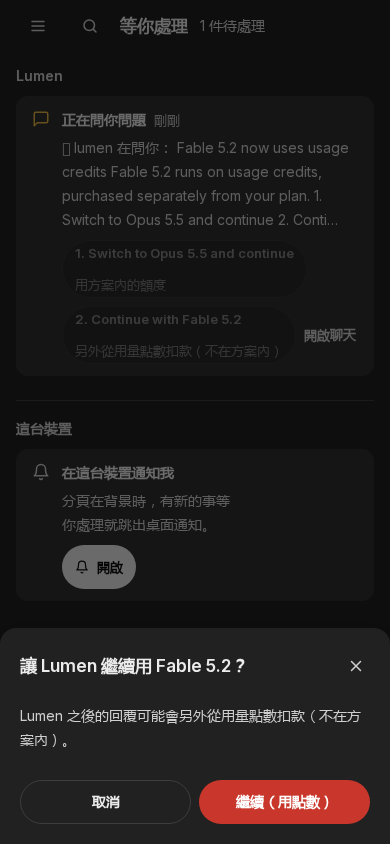 等你處理 1 件待處理
Lumen
正在問你問題 剛剛
lumen 在問你： Fable 5.2 now uses usage
credits Fable 5.2 runs on usage credits,
purchased separately from your plan. 1.
Switch to Opus 5.5 and continue 2. Conti…
1. Switch to Opus 5.5 and continue
用方案內的額度
2. Continue with Fable 5.2
另外從用量點數扣款（不在方案內）
開啟聊天
這台裝置
在這台裝置通知我
分頁在背景時，有新的事等
你處理就跳出桌面通知。
開啟
讓 Lumen 繼續用 Fable 5.2？
Lumen 之後的回覆可能會另外從用量點數扣款（不在方
案內）。
取消
繼續（用點數）